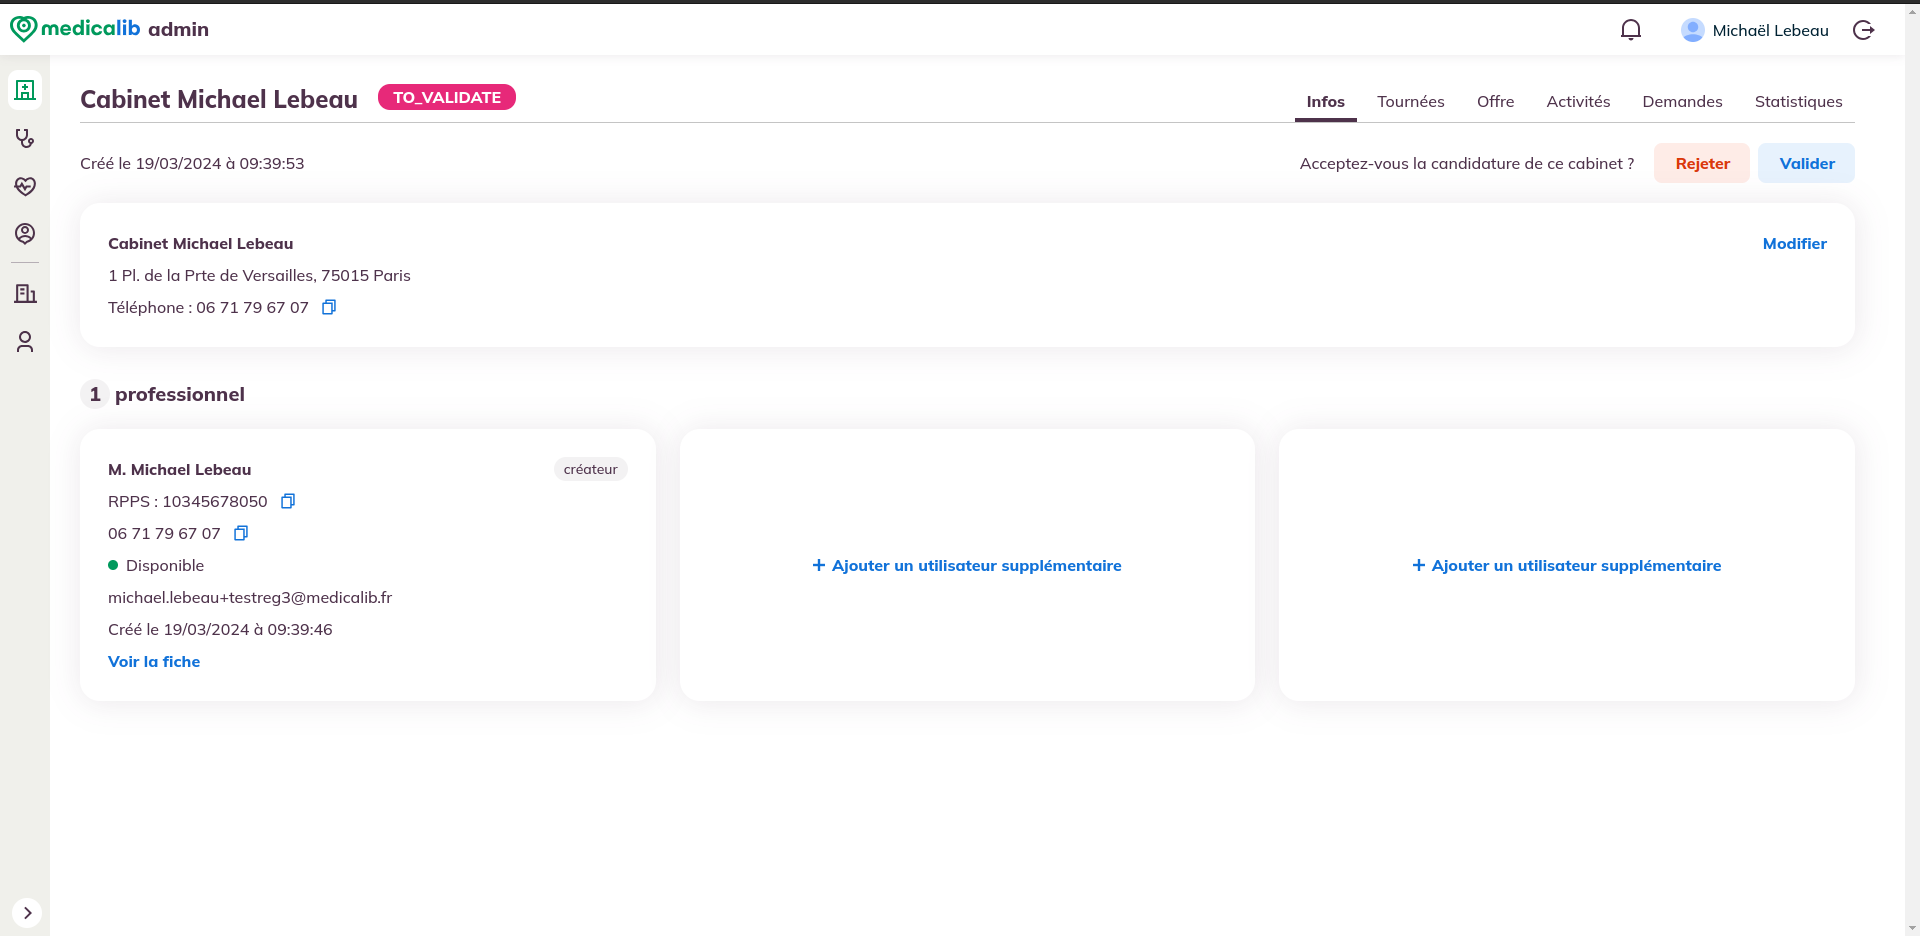 medicalib admin
Michaël Lebeau
Cabinet Michael Lebeau TO_VALIDATE
Infos Tournées Offre Activités Demandes Statistiques
Créé le 19/03/2024 à 09:39:53
Acceptez-vous la candidature de ce cabinet ? Rejeter Valider
Cabinet Michael Lebeau
Modifier
1 Pl. de la Prte de Versailles, 75015 Paris
Téléphone : 06 71 79 67 07
1 professionnel
M. Michael Lebeau
créateur
RPPS : 10345678050
06 71 79 67 07
Disponible
michael.lebeau+testreg3@medicalib.fr
Créé le 19/03/2024 à 09:39:46
Voir la fiche
+ Ajouter un utilisateur supplémentaire
+ Ajouter un utilisateur supplémentaire